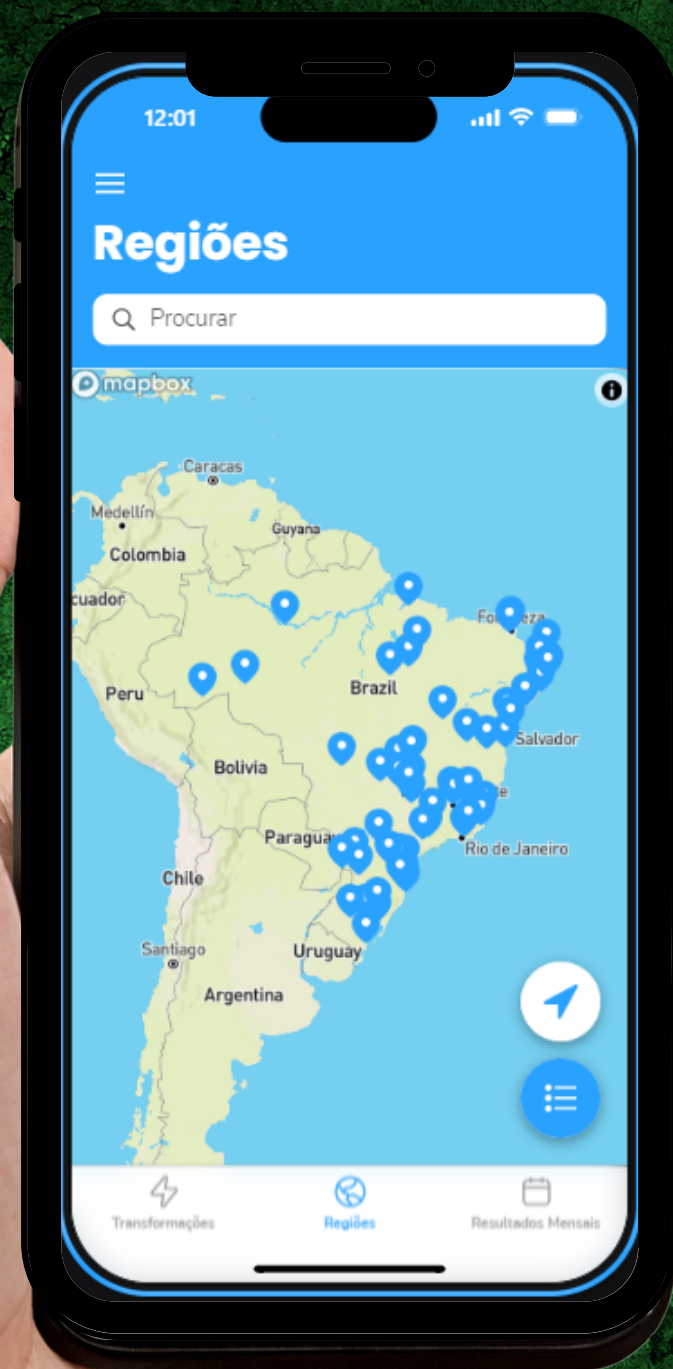 12:01
Regiões
Procurar
mapbox
Caracas
Medellín
Guyana
Colombia
cuador
Brazil
Peru
Salvador
Bolivia
Rio de Janeiro
Chile
Santiago
Uruguay
Argentina
Transformações
Regiões
Resultados Mensais